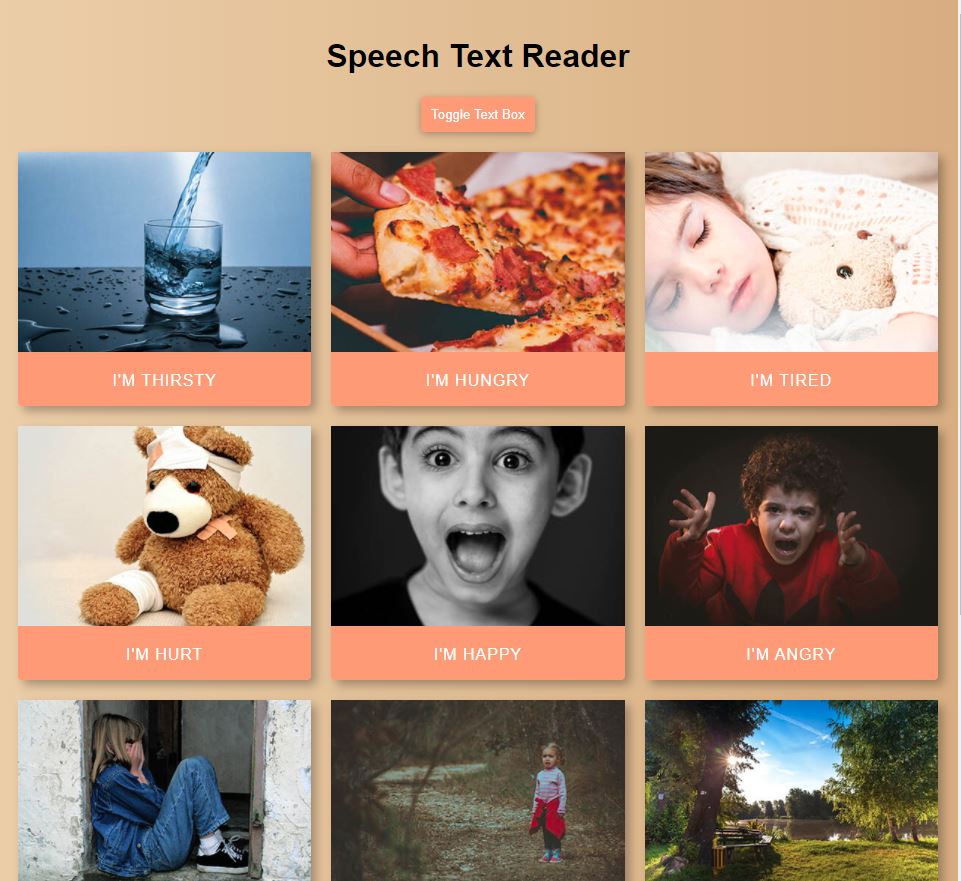 Speech Text Reader
Toggle Text Box
I'M THIRSTY
I'M HUNGRY
I'M TIRED
I'M HURT
I'M HAPPY
I'M ANGRY